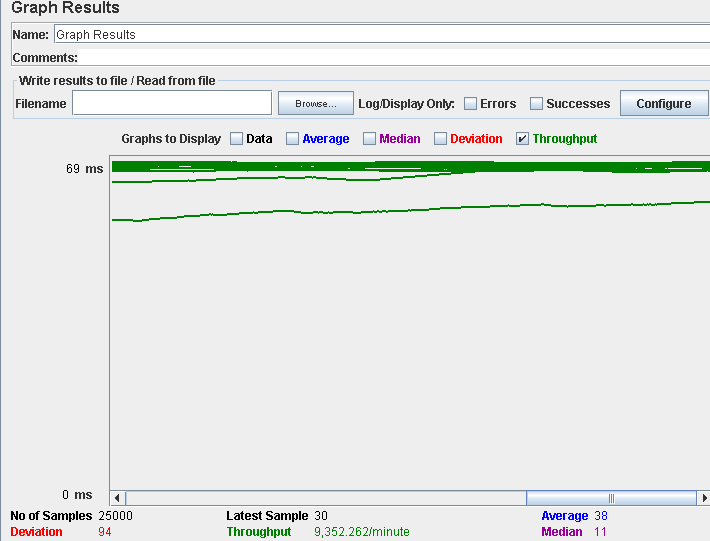 Graph Results
Name: Graph Results
Comments:
Write results to file / Read from file
Filename Browse... Log/Display Only: Errors Successes Configure
Graphs to Display Data Average Median Deviation Throughput
69 ms
0 ms
No of Samples 25000 Latest Sample 30 Average 38
Deviation 94 Throughput 9,352.262/minute Median 11